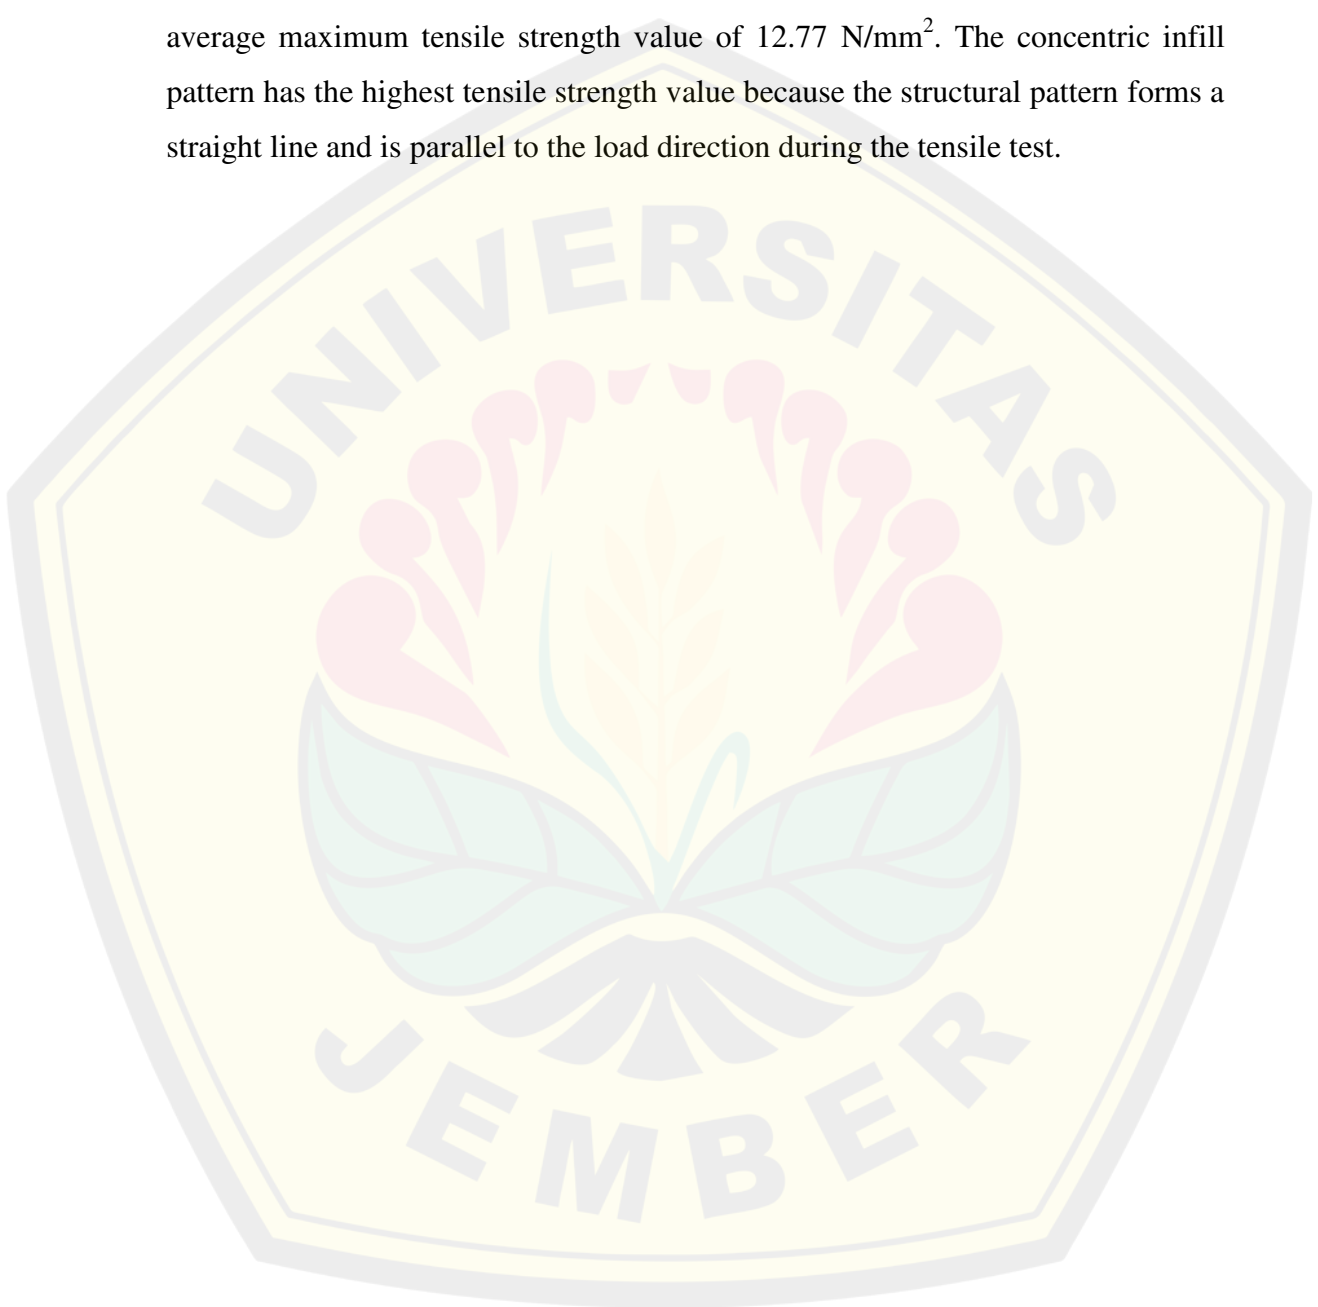 average maximum tensile strength value of 12.77 N/mm². The concentric infill
pattern has the highest tensile strength value because the structural pattern forms a
straight line and is parallel to the load direction during the tensile test.
UNIVERSITAS
JEMBER